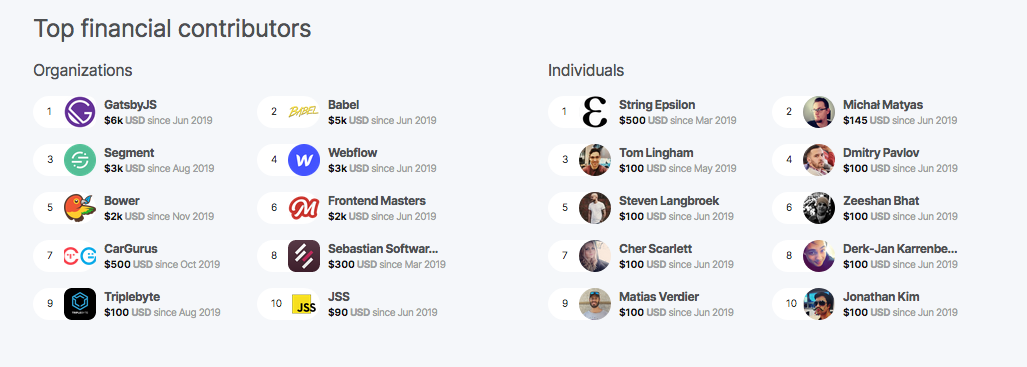 Top financial contributors
Organizations
1
GatsbyJS
$6k USD since Jun 2019
2
BABEL
Babel
$5k USD since Jun 2019
3
Segment
$3k USD since Aug 2019
4
Webflow
$3k USD since Jun 2019
5
Bower
$2k USD since Nov 2019
6
Frontend Masters
$2k USD since Jun 2019
7
CarGurus
$500 USD since Oct 2019
8
Sebastian Softwar...
$300 USD since Mar 2019
9
TRIPLEBYTE
Triplebyte
$100 USD since Aug 2019
10
JSS
JSS
$90 USD since Jun 2019
Individuals
1
String Epsilon
$500 USD since Mar 2019
2
Michał Matyas
$145 USD since Jun 2019
3
Tom Lingham
$100 USD since May 2019
4
Dmitry Pavlov
$100 USD since Jun 2019
5
Steven Langbroek
$100 USD since Jun 2019
6
Zeeshan Bhat
$100 USD since Jun 2019
7
Cher Scarlett
$100 USD since Jun 2019
8
Derk-Jan Karrenbe...
$100 USD since Jun 2019
9
Matias Verdier
$100 USD since Jun 2019
10
Jonathan Kim
$100 USD since Jun 2019